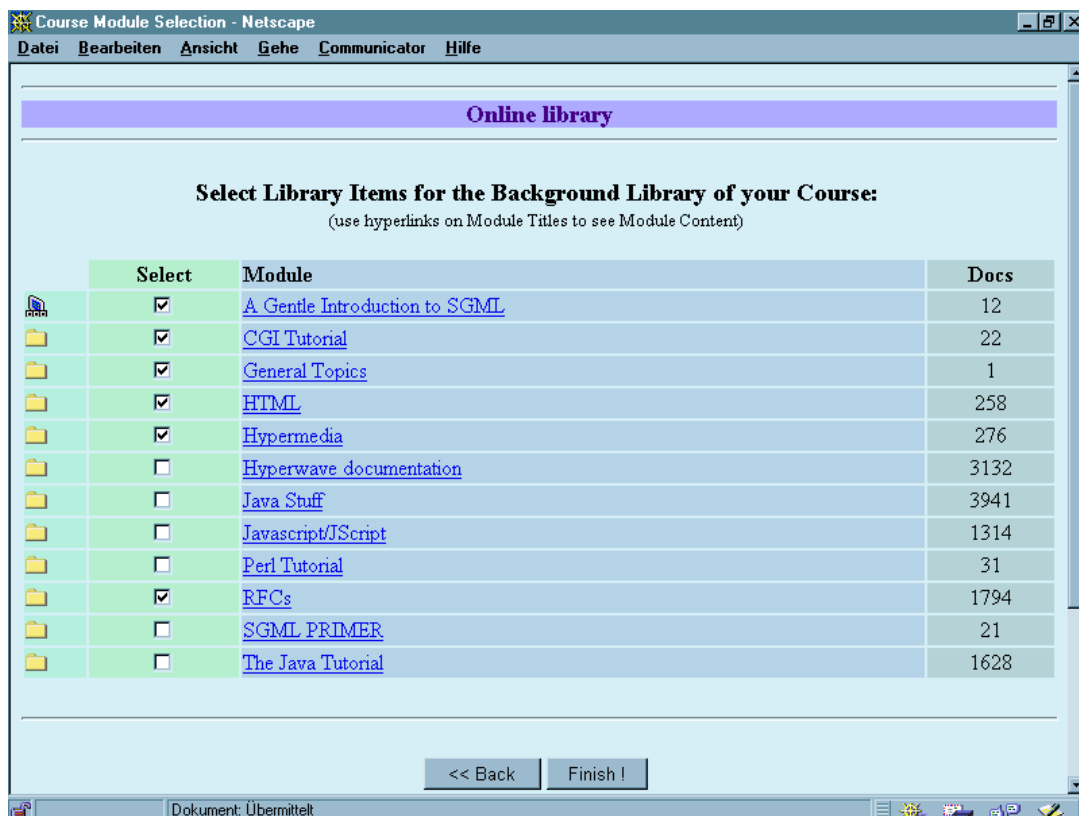 Course Module Selection - Netscape
Datei Bearbeiten Ansicht Gehe Communicator Hilfe
Online library
Select Library Items for the Background Library of your Course:
(use hyperlinks on Module Titles to see Module Content)
Select Module Docs
A Gentle Introduction to SGML 12
CGI Tutorial 22
General Topics 1
HTML 258
Hypermedia 276
Hyperwave documentation 3132
Java Stuff 3941
Javascript/JScript 1314
Perl Tutorial 31
RFCs 1794
SGML PRIMER 21
The Java Tutorial 1628
<< Back Finish !
Dokument: Übermittelt